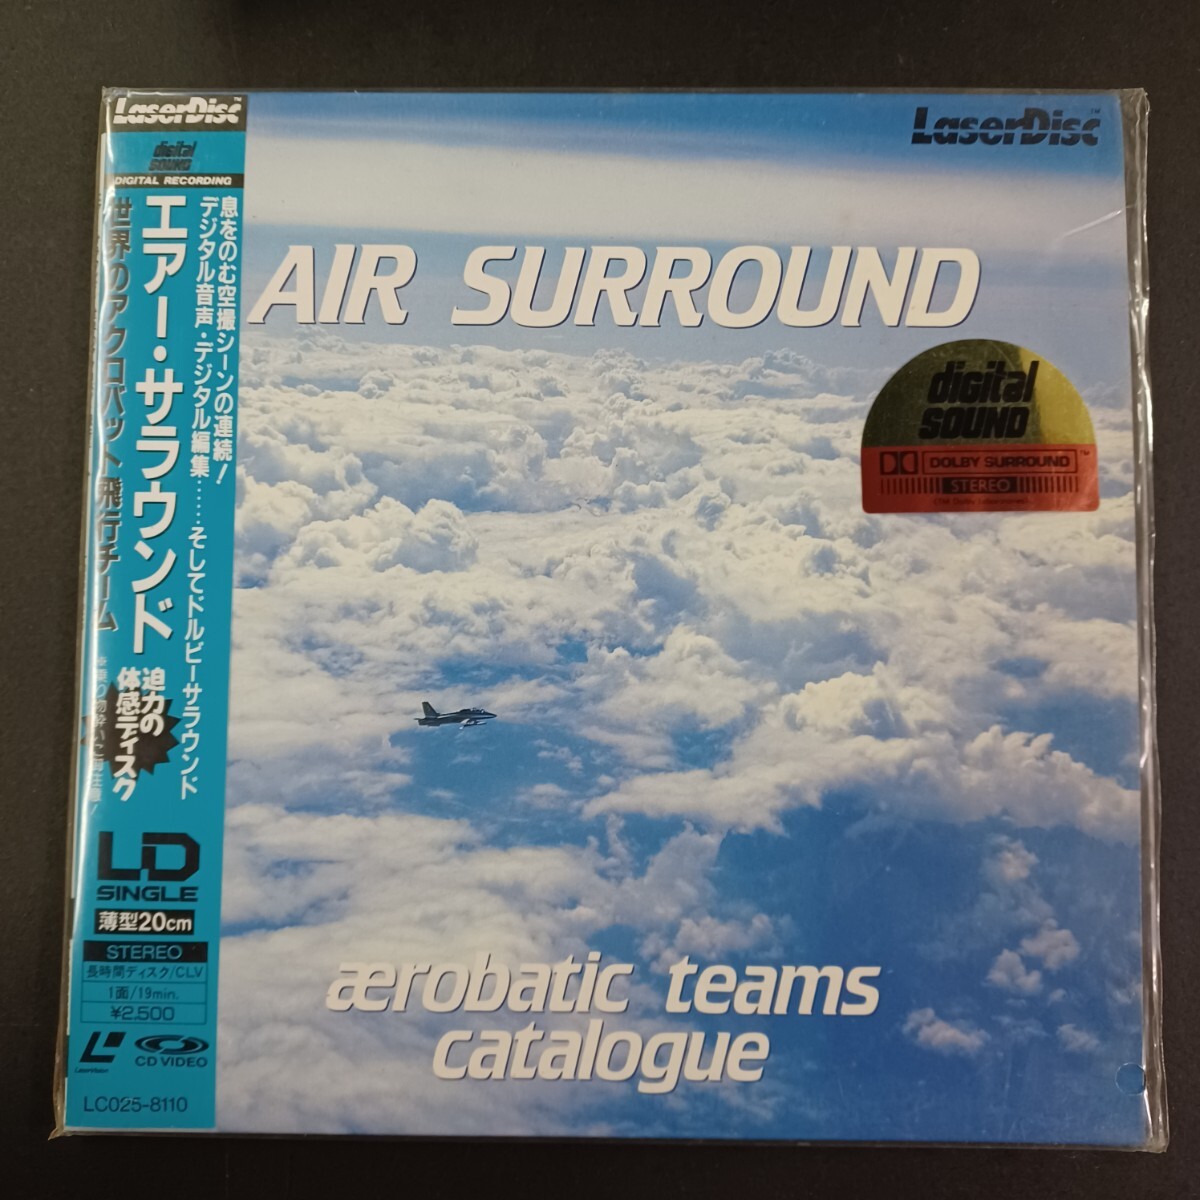 LaserDisc™
digital
SOUND
DIGITAL RECORDING
息をのむ空撮シーンの連続!
デジタル音声・デジタル編集……そしてドルビーサラウンド
エアー・サラウンド
世界のアクロバット飛行チーム
迫力の
体感ディスク
LD
SINGLE
薄型20cm
STEREO
長時間ディスク/CLV
1面/19min.
¥2,500
LaserVision
CD VIDEO
LC025-8110
LaserDisc™
AIR SURROUND
digital
SOUND
DOLBY SURROUND™
STEREO
ærobatic teams
catalogue